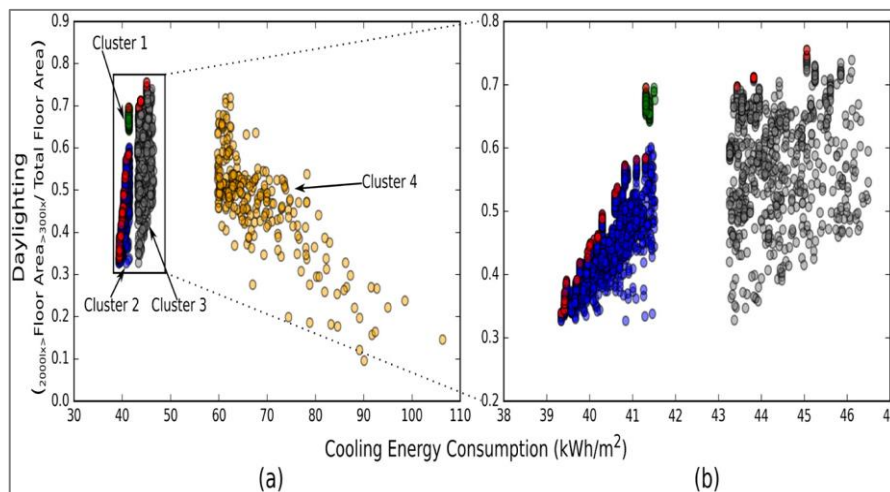 0.9
0.8
0.7
0.6
0.5
0.4
0.3
0.2
0.1
0.0
Daylighting
(2000lx>Floor Area>300lx/ Total Floor Area)
Cluster 1
Cluster 2
Cluster 3
Cluster 4
30 40 50 60 70 80 90 100 110
0.8
0.7
0.6
0.5
0.4
0.3
0.2
38 39 40 41 42 43 44 45 46
Cooling Energy Consumption (kWh/m²)
(a) (b)